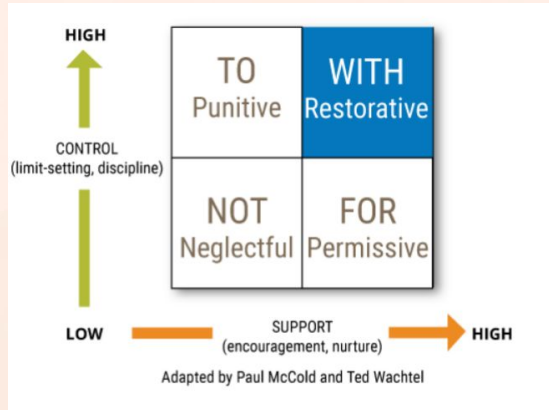 HIGH
TO
Punitive
WITH
Restorative
CONTROL
(limit-setting, discipline)
NOT
Neglectful
FOR
Permissive
LOW
SUPPORT
(encouragement, nurture)
HIGH
Adapted by Paul McCold and Ted Wachtel